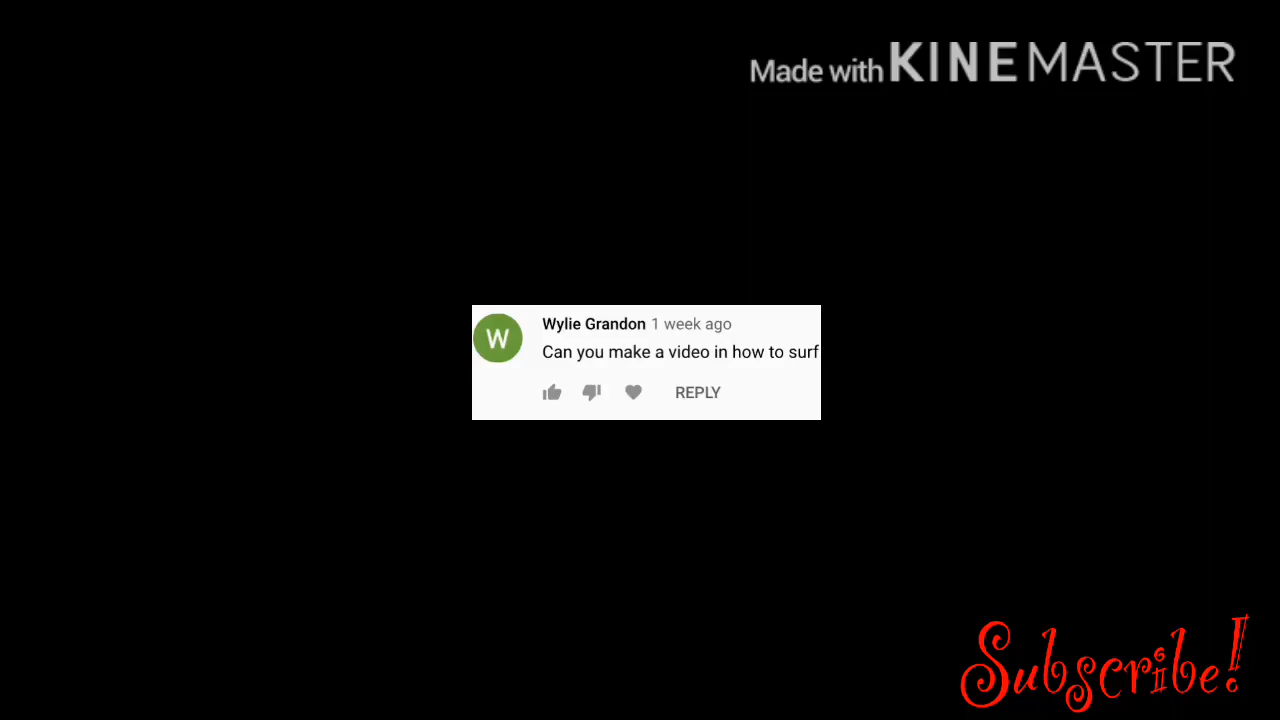 Made with KINEMASTER
W
Wylie Grandon 1 week ago
Can you make a video in how to surf
REPLY
Subscribe!